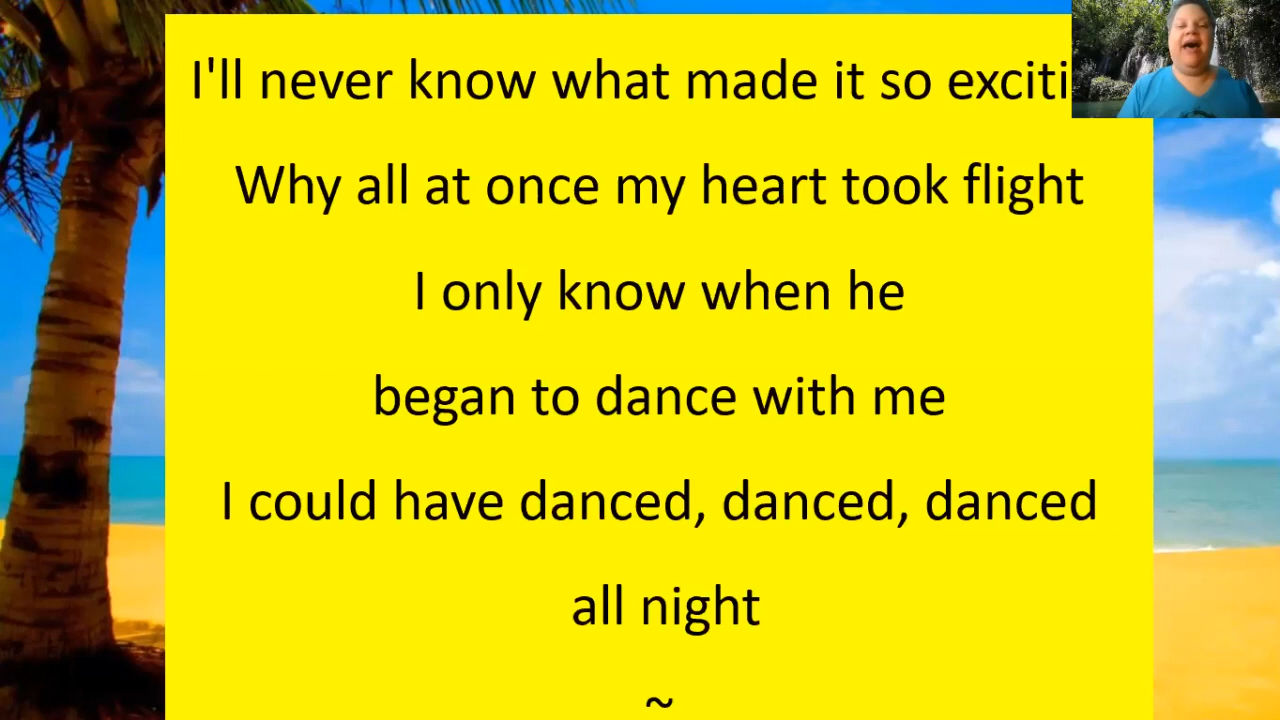 I'll never know what made it so exciti
Why all at once my heart took flight
I only know when he
began to dance with me
I could have danced, danced, danced
all night
~